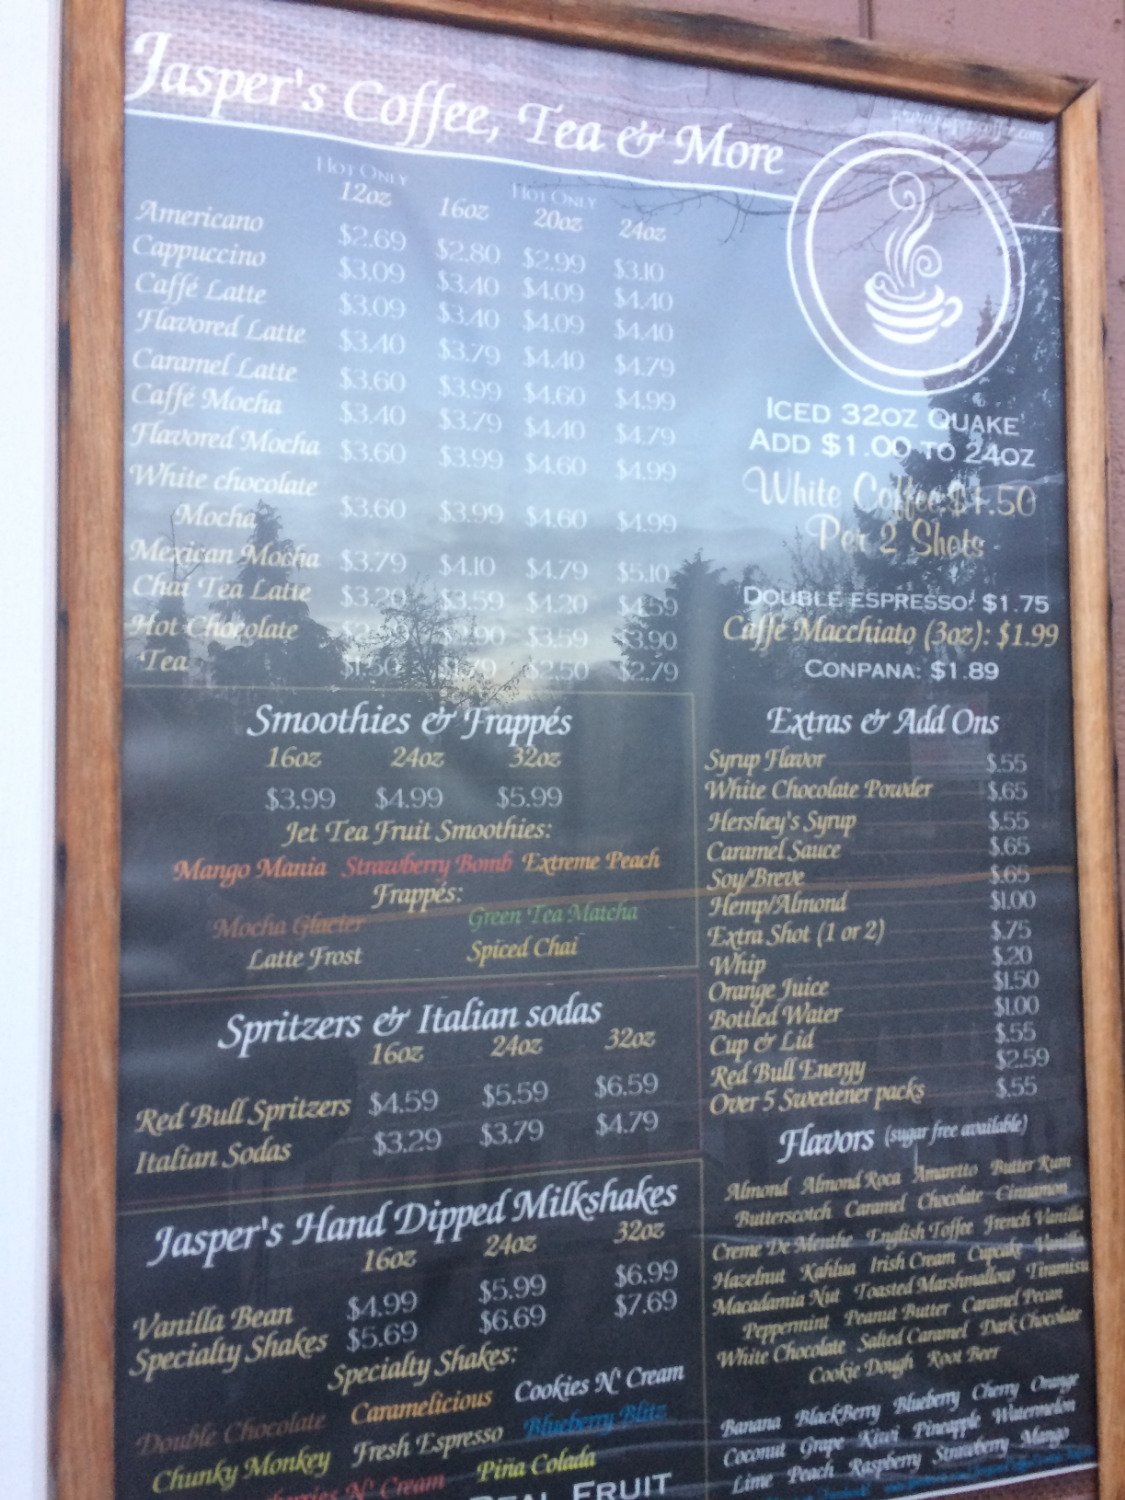 Jasper's Coffee, Tea & More
Hot Only Hot Only
12oz 16oz 20oz 24oz
Americano $2.69 $2.80 $2.99 $3.10
Cappuccino $3.09 $3.40 $4.09 $4.40
Caffé Latte $3.09 $3.40 $4.09 $4.40
Flavored Latte $3.40 $3.79 $4.40 $4.79
Caramel Latte $3.60 $3.99 $4.60 $4.99
Caffé Mocha $3.40 $3.79 $4.40 $4.79
Flavored Mocha $3.60 $3.99 $4.60 $4.99
White chocolate
Mocha $3.60 $3.99 $4.60 $4.99
Mexican Mocha $3.79 $4.10 $4.79 $5.10
Chai Tea Latte $3.29 $3.59 $4.20 $4.59
Hot Chocolate $3.59 $3.90
Tea $1.50 $1.79 $2.50 $2.79
Iced 32oz Quake
Add $1.00 to 24oz
White Coffee:$1.50
Per 2 Shots
Double espresso: $1.75
Caffé Macchiato (3oz): $1.99
Conpana: $1.89
Smoothies & Frappés
16oz 24oz 32oz
$3.99 $4.99 $5.99
Jet Tea Fruit Smoothies:
Mango Mania Strawberry Bomb Extreme Peach
Frappés:
Mocha Glacier Green Tea Matcha
Latte Frost Spiced Chai
Spritzers & Italian sodas
16oz 24oz 32oz
Red Bull Spritzers $4.59 $5.59 $6.59
Italian Sodas $3.29 $3.79 $4.79
Jasper's Hand Dipped Milkshakes
16oz 24oz 32oz
Vanilla Bean $4.99 $5.99 $6.99
Specialty Shakes $5.69 $6.69 $7.69
Specialty Shakes:
Double Chocolate Caramelicious Cookies N' Cream
Chunky Monkey Fresh Espresso Blueberry Blitz
N' Cream Piña Colada
Real Fruit
Extras & Add Ons
Syrup Flavor $.55
White Chocolate Powder $.65
Hershey's Syrup $.55
Caramel Sauce $.65
Soy/Breve $.65
Hemp/Almond $1.00
Extra Shot (1 or 2) $.75
Whip $.20
Orange Juice $1.50
Bottled Water $1.00
Cup & Lid $.55
Red Bull Energy $2.59
Over 5 Sweetener packs $.55
Flavors (sugar free available)
Almond Almond Roca Amaretto Butter Rum
Butterscotch Caramel Chocolate Cinnamon
Creme De Menthe English Toffee French Vanilla
Hazelnut Kahlua Irish Cream Cupcake Vanilla
Macadamia Nut Toasted Marshmallow Tiramisu
Peppermint Peanut Butter Caramel Pecan
White Chocolate Salted Caramel Dark Chocolate
Cookie Dough Root Beer
Banana BlackBerry Blueberry Cherry Orange
Coconut Grape Kiwi Pineapple Watermelon
Lime Peach Raspberry Strawberry Mango